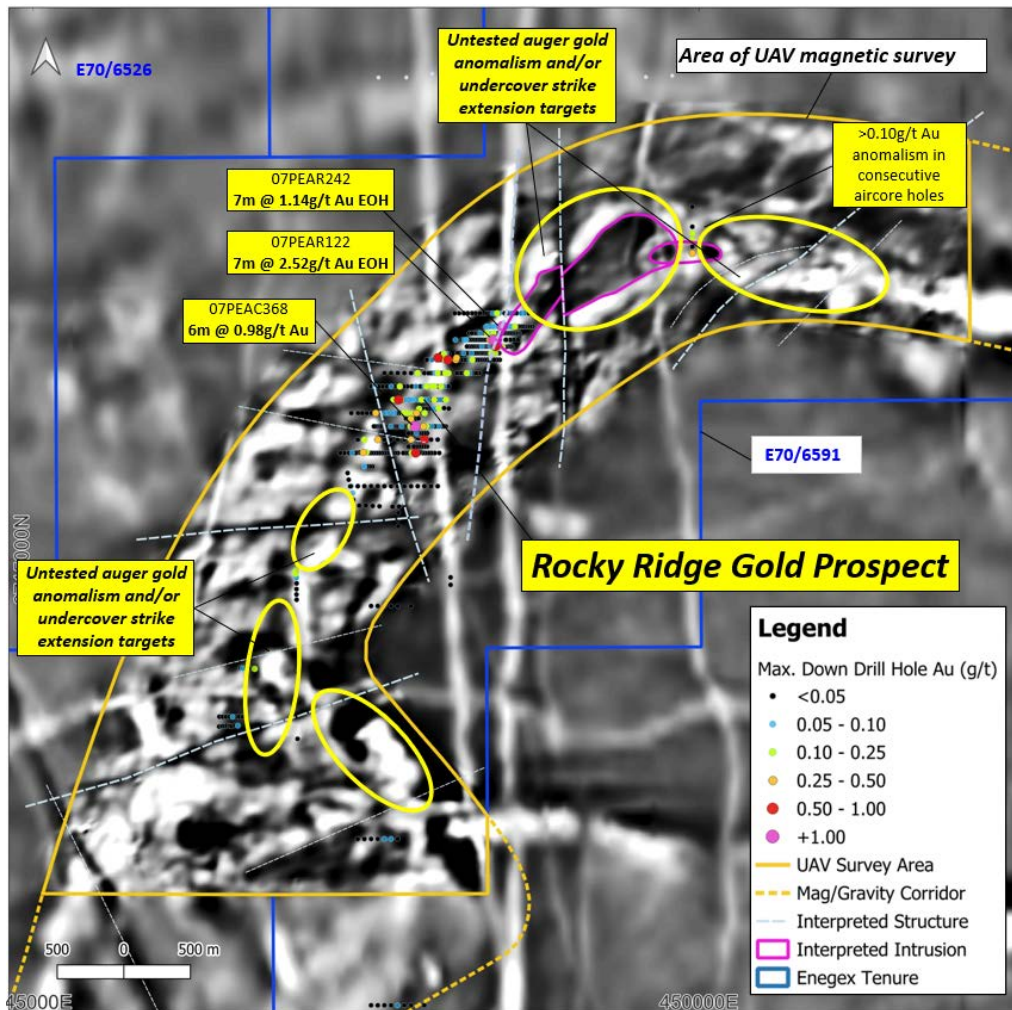 E70/6526
Untested auger gold
anomalism and/or
undercover strike
extension targets
Area of UAV magnetic survey
>0.10g/t Au
anomalism in
consecutive
aircore holes
07PEAR242
7m @ 1.14g/t Au EOH
07PEAR122
7m @ 2.52g/t Au EOH
07PEAC368
6m @ 0.98g/t Au
E70/6591
Rocky Ridge Gold Prospect
Untested auger gold
anomalism and/or
undercover strike
extension targets
Legend
Max. Down Drill Hole Au (g/t)
<0.05
0.05 - 0.10
0.10 - 0.25
0.25 - 0.50
0.50 - 1.00
+1.00
UAV Survey Area
Mag/Gravity Corridor
Interpreted Structure
Interpreted Intrusion
Enegex Tenure
500 0 500 m
45000E
450000E